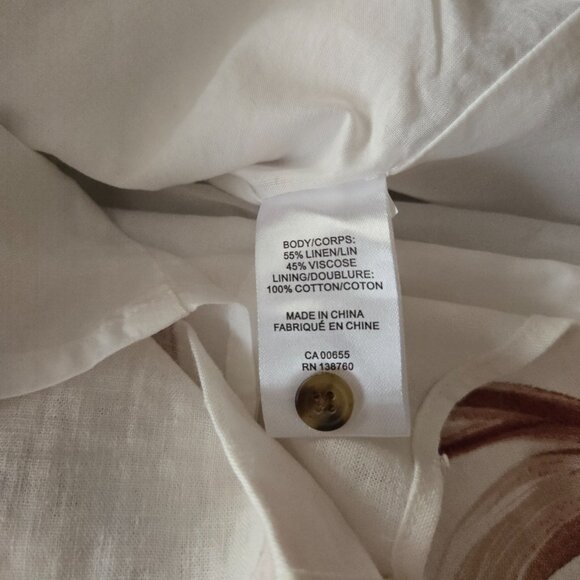 BODY/CORPS:
55% LINEN/LIN
45% VISCOSE
LINING/DOUBLURE:
100% COTTON/COTON
MADE IN CHINA
FABRIQUÉ EN CHINE
CA 00655
RN 138760